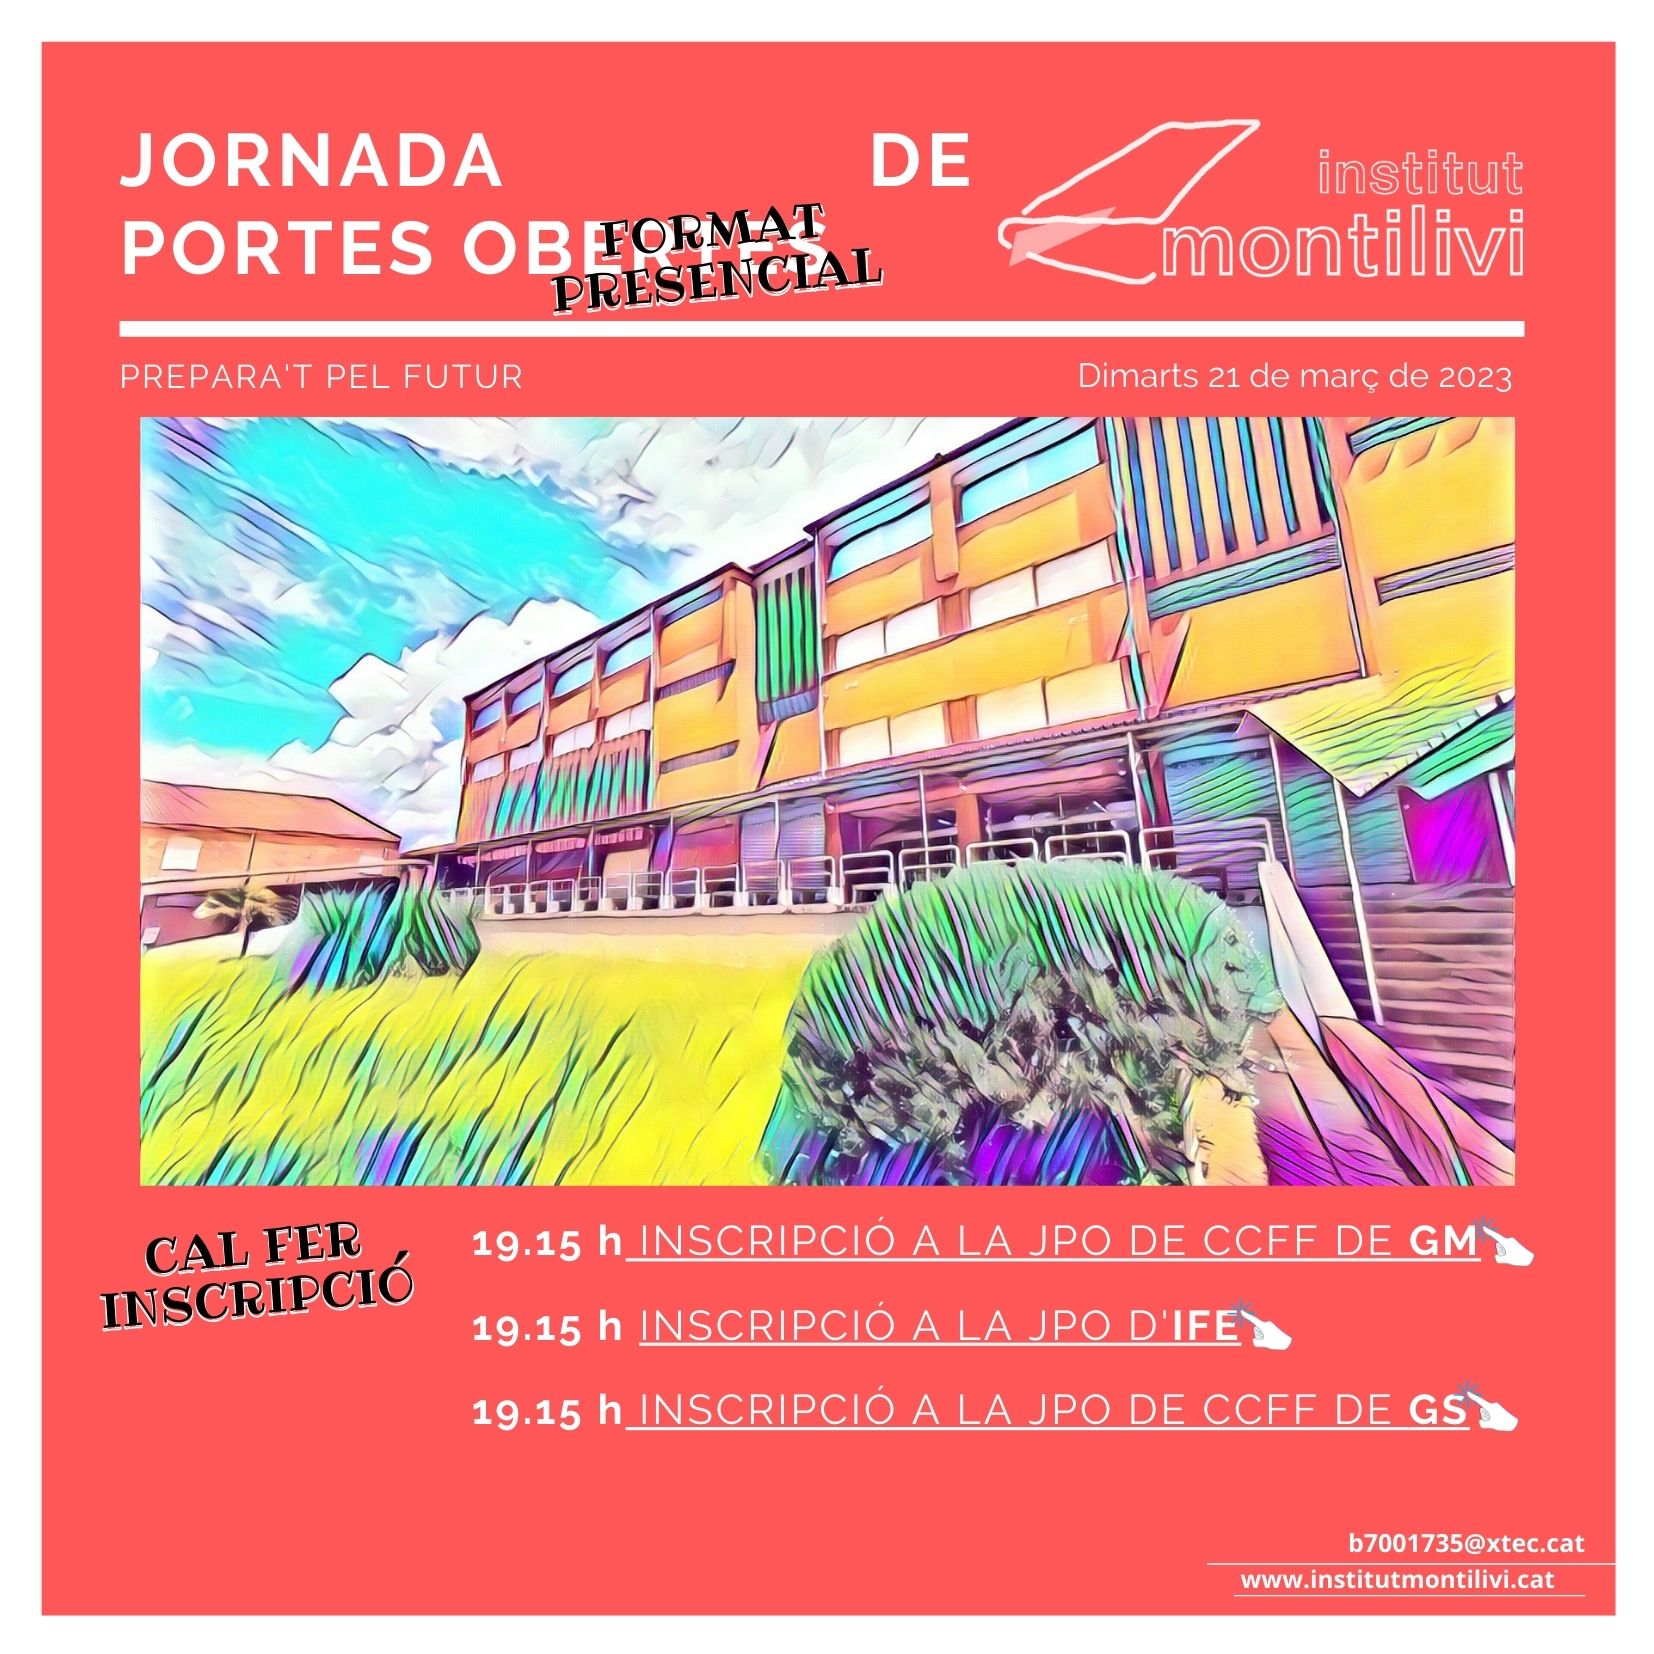 JORNADA DE
PORTES OBERTES
FORMAT
PRESENCIAL
institut
montilivi
PREPARA'T PEL FUTUR
Dimarts 21 de març de 2023
CAL FER
INSCRIPCIÓ
19.15 h INSCRIPCIÓ A LA JPO DE CCFF DE GM
19.15 h INSCRIPCIÓ A LA JPO D'IFE
19.15 h INSCRIPCIÓ A LA JPO DE CCFF DE GS
b7001735@xtec.cat
www.institutmontilivi.cat